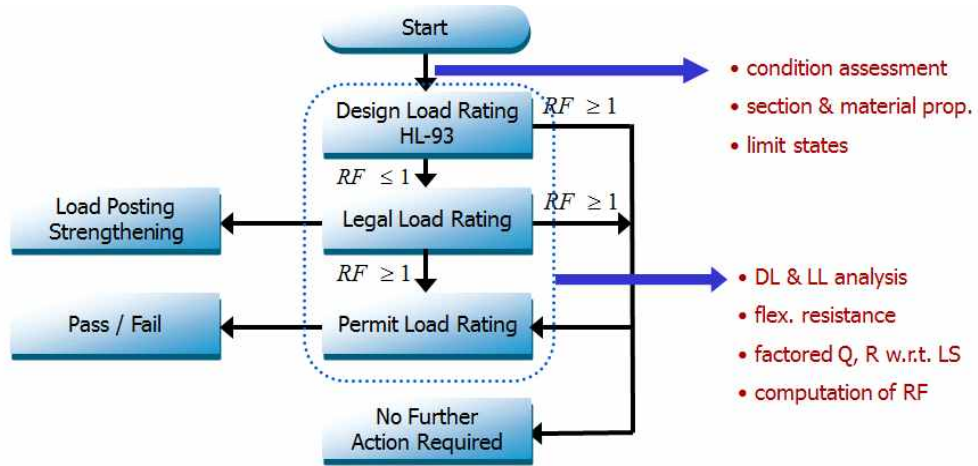 Start
• condition assessment
• section & material prop.
• limit states
Design Load Rating
HL-93
RF ≥ 1
RF ≤ 1
Load Posting
Strengthening
Legal Load Rating
RF ≥ 1
RF ≥ 1
Pass / Fail
Permit Load Rating
• DL & LL analysis
• flex. resistance
• factored Q, R w.r.t. LS
• computation of RF
No Further
Action Required